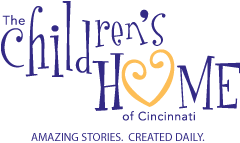 The
children's
HOME
of Cincinnati
AMAZING STORIES. CREATED DAILY.